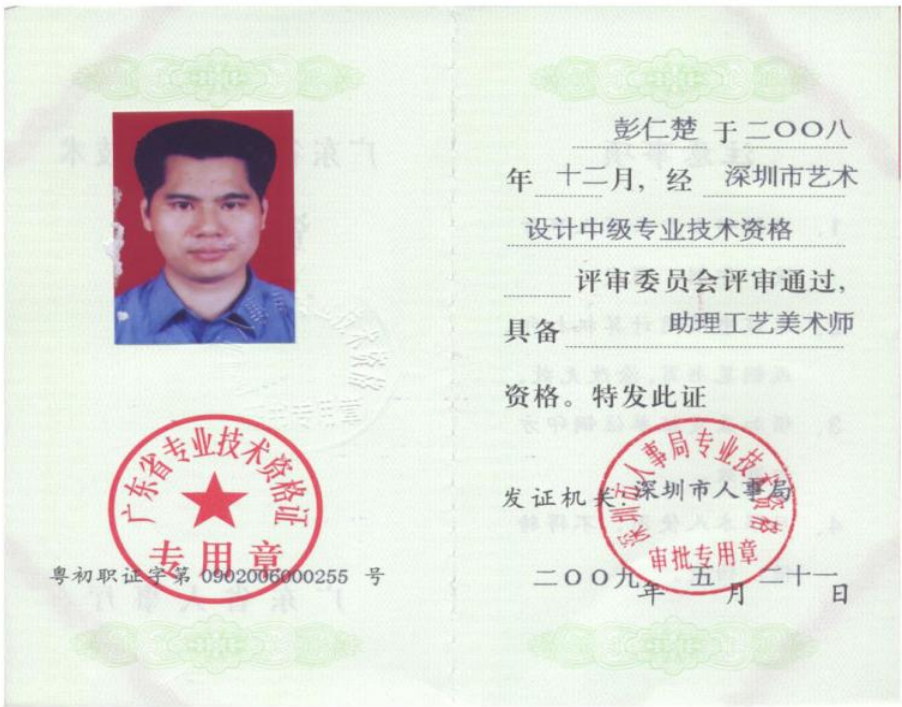 广东省专业技术资格证
专用章
粤初职证字第 0902006000255 号
彭仁楚 于 二〇〇八
年 十二 月, 经 深圳市艺术
设计中级专业技术资格
评审委员会评审通过,
具备 助理工艺美术师
资格。特发此证
发证机关: 深圳市人事局
深圳市人事局专业技术资格
审批专用章
二〇〇九 年 五 月 二十一 日